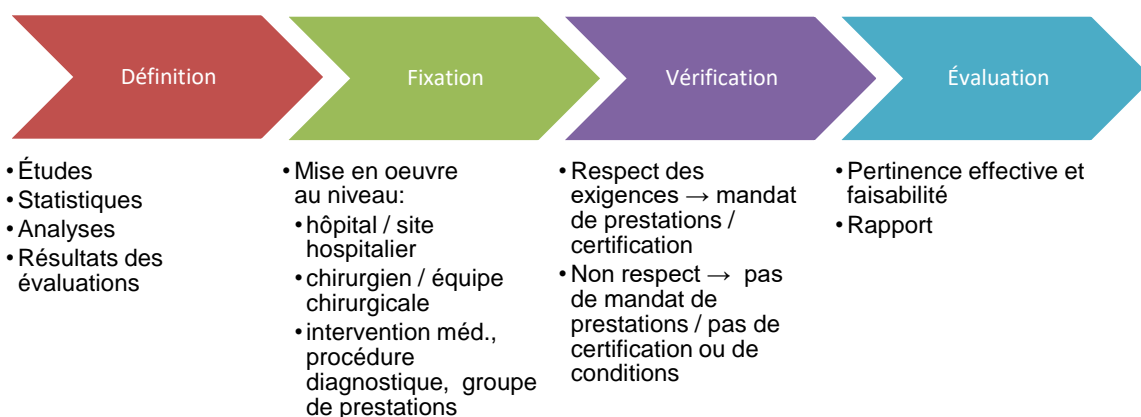 Définition
Fixation
Vérification
Évaluation
• Études
• Statistiques
• Analyses
• Résultats des
évaluations
• Mise en oeuvre
au niveau:
• hôpital / site
hospitalier
• chirurgien / équipe
chirurgicale
• intervention méd.,
procédure
diagnostique, groupe
de prestations
• Respect des
exigences → mandat
de prestations /
certification
• Non respect → pas
de mandat de
prestations / pas de
certification ou de
conditions
• Pertinence effective et
faisabilité
• Rapport